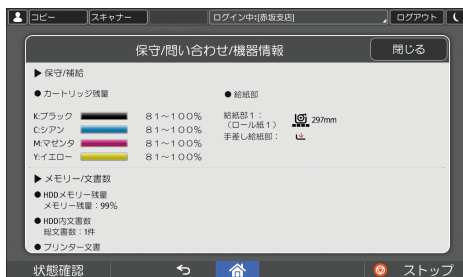 コピー スキャナー ログイン中:[赤坂支店] ログアウト
保守/問い合わせ/機器情報 閉じる
▶ 保守/補給
● カートリッジ残量 ● 給紙部
K:ブラック 81～100%
C:シアン 81～100%
M:マゼンタ 81～100%
Y:イエロー 81～100%
給紙部1: 297mm
(ロール紙1)
手差し給紙部:
▶ メモリー/文書数
● HDDメモリー残量
メモリー残量:99%
● HDD内文書数
総文書数:1件
● プリンター文書
状態確認 ストップ